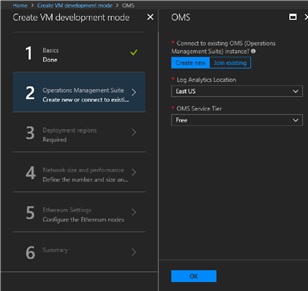 Home > Create VM development mode > OMS
Create VM development mode
1
Basics
Done
2
Operations Management Suite
Create new or connect to existi...
3
Deployment regions
Required
4
Network size and performance
Define the number and size an...
5
Ethereum Settings
Configure the Ethereum nodes
6
Summary
OMS
* Connect to existing OMS (Operations
Management Suite) instance?
Create new
Join existing
* Log Analytics Location
East US
* OMS Service Tier
Free
OK